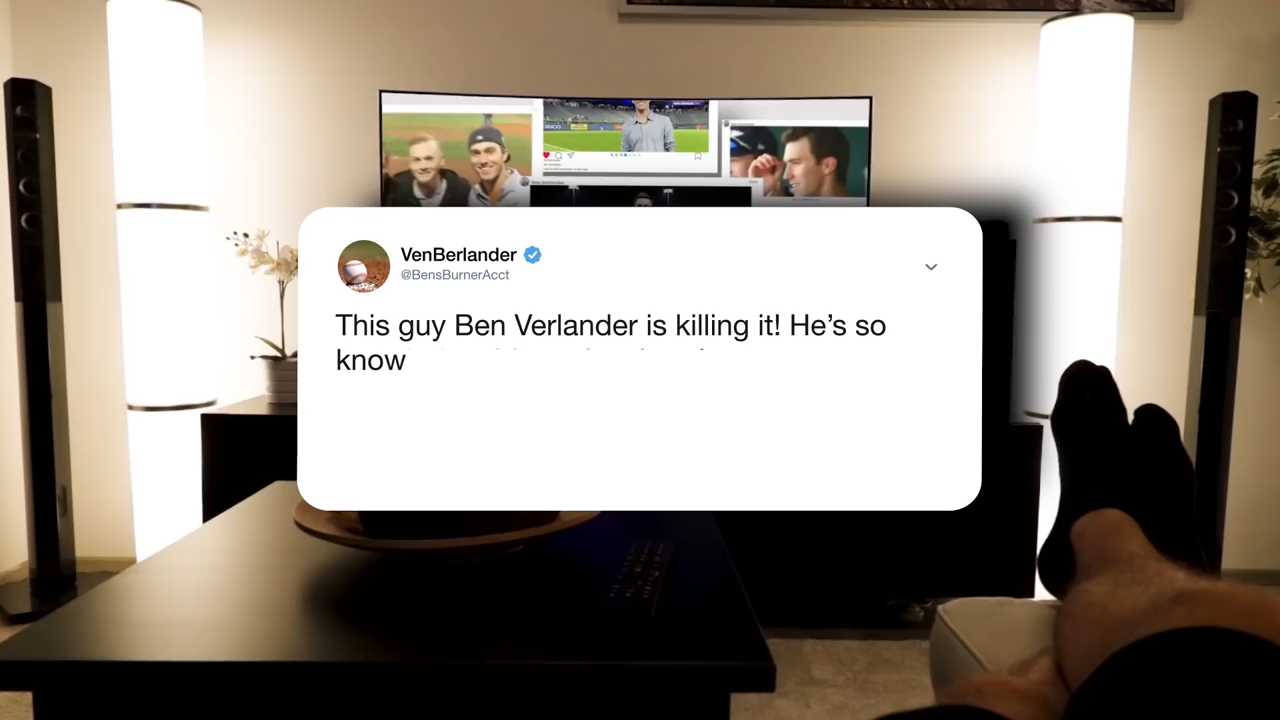 VenBerlander
@BensBurnerAcct
This guy Ben Verlander is killing it! He’s so
know